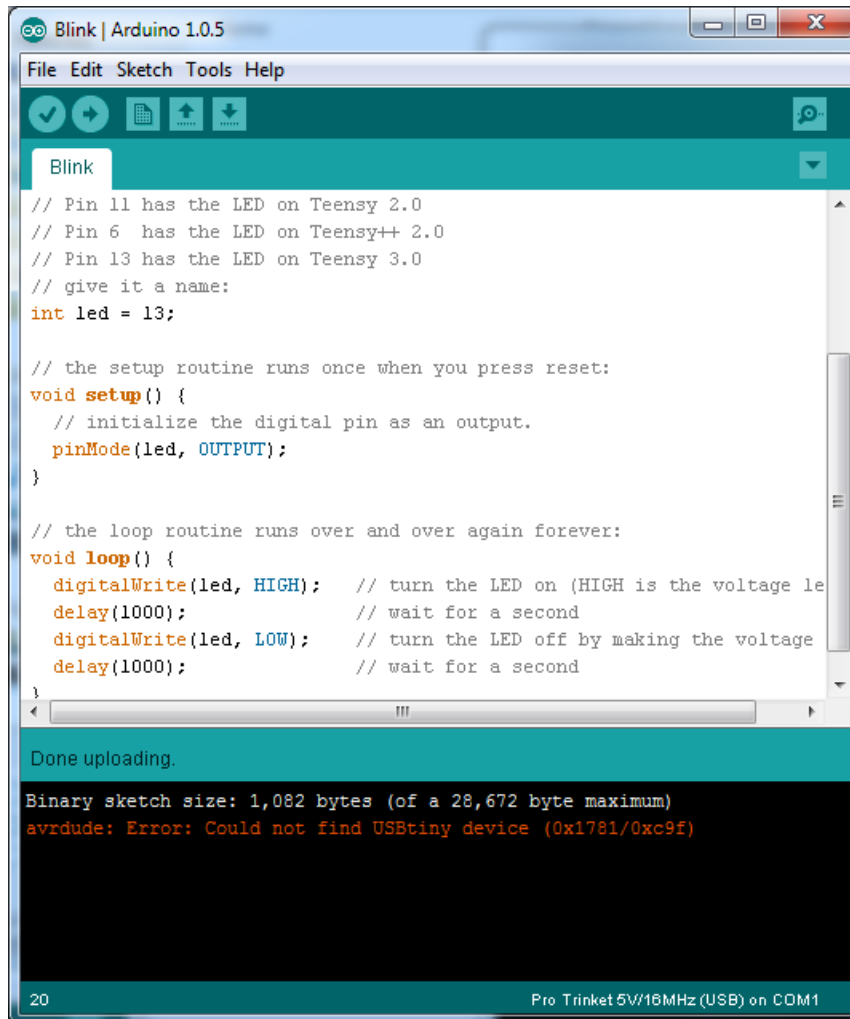 Blink | Arduino 1.0.5
File Edit Sketch Tools Help
Blink
// Pin 11 has the LED on Teensy 2.0
// Pin 6  has the LED on Teensy++ 2.0
// Pin 13 has the LED on Teensy 3.0
// give it a name:
int led = 13;
// the setup routine runs once when you press reset:
void setup() {
  // initialize the digital pin as an output.
  pinMode(led, OUTPUT);
}
// the loop routine runs over and over again forever:
void loop() {
  digitalWrite(led, HIGH);   // turn the LED on (HIGH is the voltage le
  delay(1000);               // wait for a second
  digitalWrite(led, LOW);    // turn the LED off by making the voltage
  delay(1000);               // wait for a second
}
Done uploading.
Binary sketch size: 1,082 bytes (of a 28,672 byte maximum)
avrdude: Error: Could not find USBtiny device (0x1781/0xc9f)
20 Pro Trinket 5V/16MHz (USB) on COM1